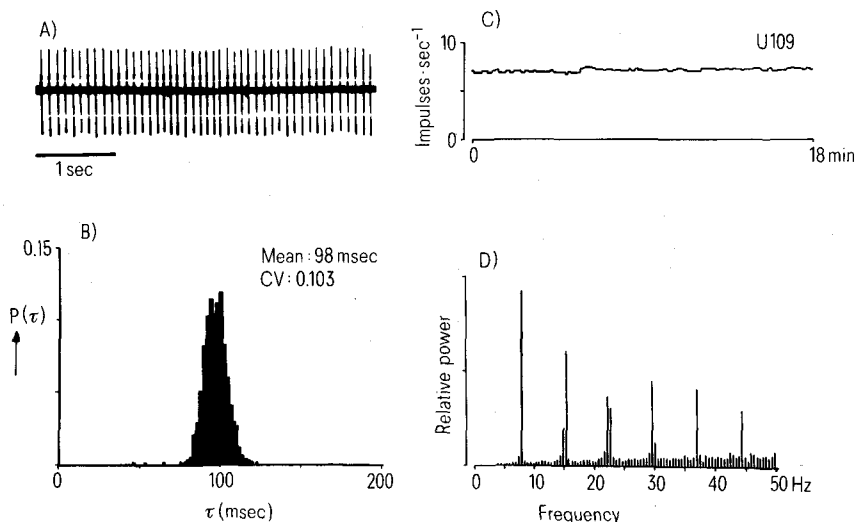 A)
1 sec
C)
U109
Impulses·sec⁻¹
10
0
0
18 min
B)
0.15
P(τ)
Mean : 98 msec
CV : 0.103
0
0
100
200
τ (msec)
D)
Relative power
0
10
20
30
40
50 Hz
Frequency